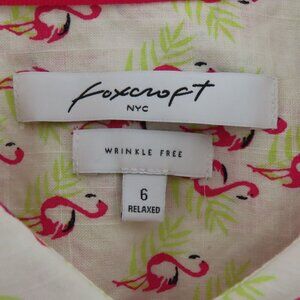 foxcroft
NYC
WRINKLE FREE
6
RELAXED